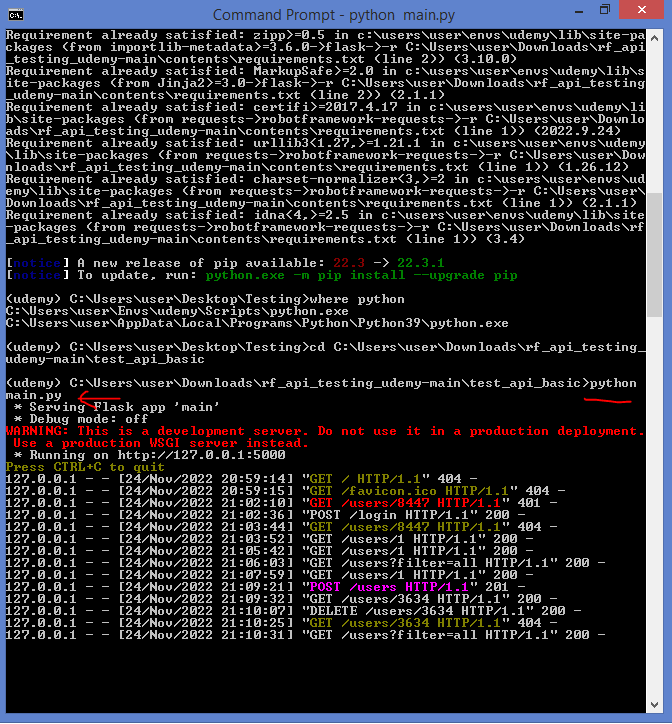 Command Prompt - python  main.py
Requirement already satisfied: zipp>=0.5 in c:\users\user\envs\udemy\lib\site-pa
ckages (from importlib-metadata>=3.6.0->flask->-r C:\Users\user\Downloads\rf_api
_testing_udemy-main\contents\requirements.txt (line 2)) (3.10.0)
Requirement already satisfied: MarkupSafe>=2.0 in c:\users\user\envs\udemy\lib\s
ite-packages (from Jinja2>=3.0->flask->-r C:\Users\user\Downloads\rf_api_testing
_udemy-main\contents\requirements.txt (line 2)) (2.1.1)
Requirement already satisfied: certifi>=2017.4.17 in c:\users\user\envs\udemy\li
b\site-packages (from requests->robotframework-requests->-r C:\Users\user\Downlo
ads\rf_api_testing_udemy-main\contents\requirements.txt (line 1)) (2022.9.24)
Requirement already satisfied: urllib3<1.27,>=1.21.1 in c:\users\user\envs\udemy
\lib\site-packages (from requests->robotframework-requests->-r C:\Users\user\Dow
nloads\rf_api_testing_udemy-main\contents\requirements.txt (line 1)) (1.26.12)
Requirement already satisfied: charset-normalizer<3,>=2 in c:\users\user\envs\ud
emy\lib\site-packages (from requests->robotframework-requests->-r C:\Users\user\
Downloads\rf_api_testing_udemy-main\contents\requirements.txt (line 1)) (2.1.1)
Requirement already satisfied: idna<4,>=2.5 in c:\users\user\envs\udemy\lib\site
-packages (from requests->robotframework-requests->-r C:\Users\user\Downloads\rf
_api_testing_udemy-main\contents\requirements.txt (line 1)) (3.4)
[notice] A new release of pip available: 22.3 -> 22.3.1
[notice] To update, run: python.exe -m pip install --upgrade pip
(udemy) C:\Users\user\Desktop\Testing>where python
C:\Users\user\Envs\udemy\Scripts\python.exe
C:\Users\user\AppData\Local\Programs\Python\Python39\python.exe
(udemy) C:\Users\user\Desktop\Testing>cd C:\Users\user\Downloads\rf_api_testing_
udemy-main\test_api_basic
(udemy) C:\Users\user\Downloads\rf_api_testing_udemy-main\test_api_basic>python
main.py
 * Serving Flask app 'main'
 * Debug mode: off
WARNING: This is a development server. Do not use it in a production deployment.
 Use a production WSGI server instead.
 * Running on http://127.0.0.1:5000
Press CTRL+C to quit
127.0.0.1 - - [24/Nov/2022 20:59:14] "GET / HTTP/1.1" 404 -
127.0.0.1 - - [24/Nov/2022 20:59:15] "GET /favicon.ico HTTP/1.1" 404 -
127.0.0.1 - - [24/Nov/2022 21:02:10] "GET /users/8447 HTTP/1.1" 401 -
127.0.0.1 - - [24/Nov/2022 21:02:36] "POST /login HTTP/1.1" 200 -
127.0.0.1 - - [24/Nov/2022 21:03:44] "GET /users/8447 HTTP/1.1" 404 -
127.0.0.1 - - [24/Nov/2022 21:03:52] "GET /users/1 HTTP/1.1" 200 -
127.0.0.1 - - [24/Nov/2022 21:05:42] "GET /users/1 HTTP/1.1" 200 -
127.0.0.1 - - [24/Nov/2022 21:06:03] "GET /users?filter=all HTTP/1.1" 200 -
127.0.0.1 - - [24/Nov/2022 21:07:59] "GET /users/1 HTTP/1.1" 200 -
127.0.0.1 - - [24/Nov/2022 21:09:21] "POST /users HTTP/1.1" 201 -
127.0.0.1 - - [24/Nov/2022 21:09:32] "GET /users/3634 HTTP/1.1" 200 -
127.0.0.1 - - [24/Nov/2022 21:10:07] "DELETE /users/3634 HTTP/1.1" 200 -
127.0.0.1 - - [24/Nov/2022 21:10:25] "GET /users/3634 HTTP/1.1" 404 -
127.0.0.1 - - [24/Nov/2022 21:10:31] "GET /users?filter=all HTTP/1.1" 200 -